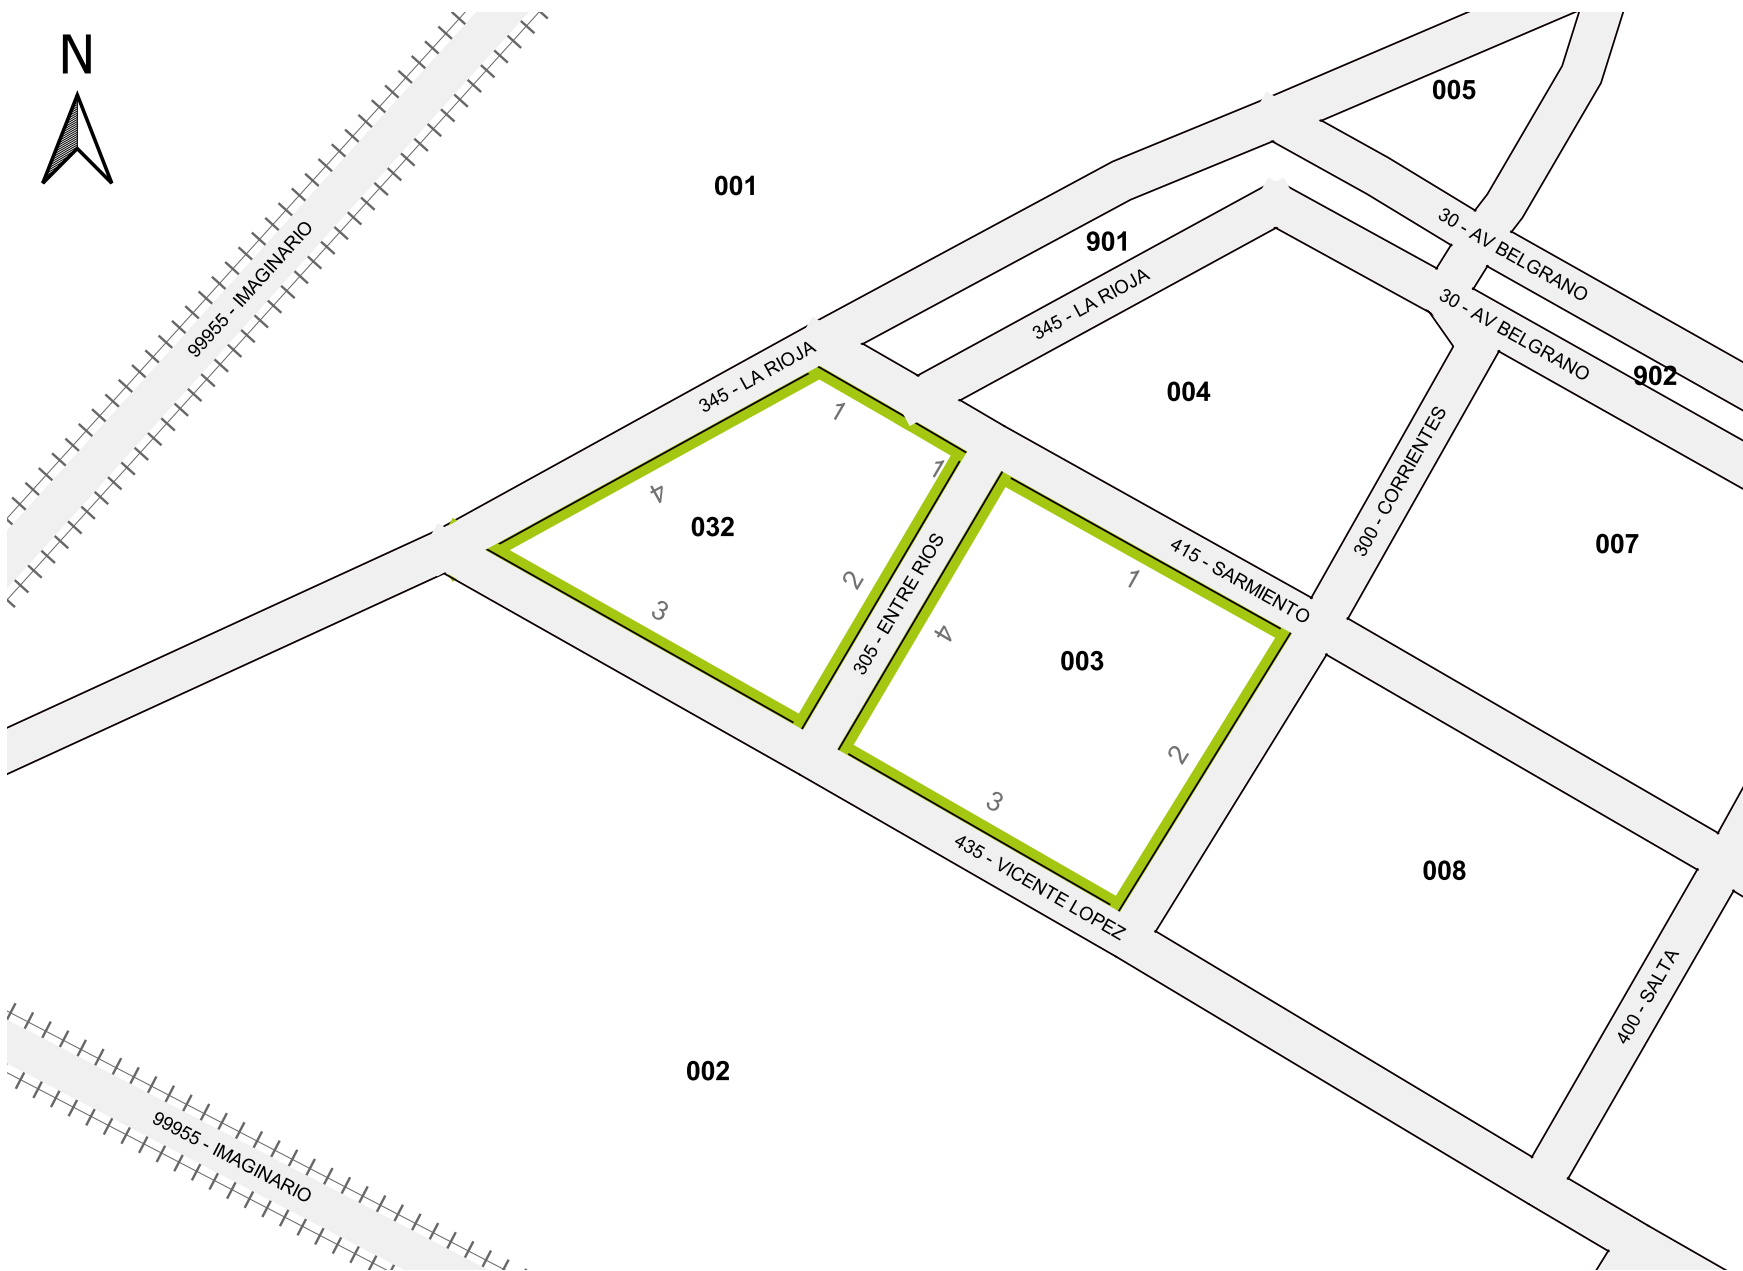 N
005
001
30 - AV BELGRANO
901
99955 - IMAGINARIO
345 - LA RIOJA
30 - AV BELGRANO
345 - LA RIOJA
902
004
1
1
300 - CORRIENTES
4
032
007
415 - SARMIENTO
2
1
305 - ENTRE RIOS
3
4
003
2
3
435 - VICENTE LOPEZ
008
400 - SALTA
002
99955 - IMAGINARIO